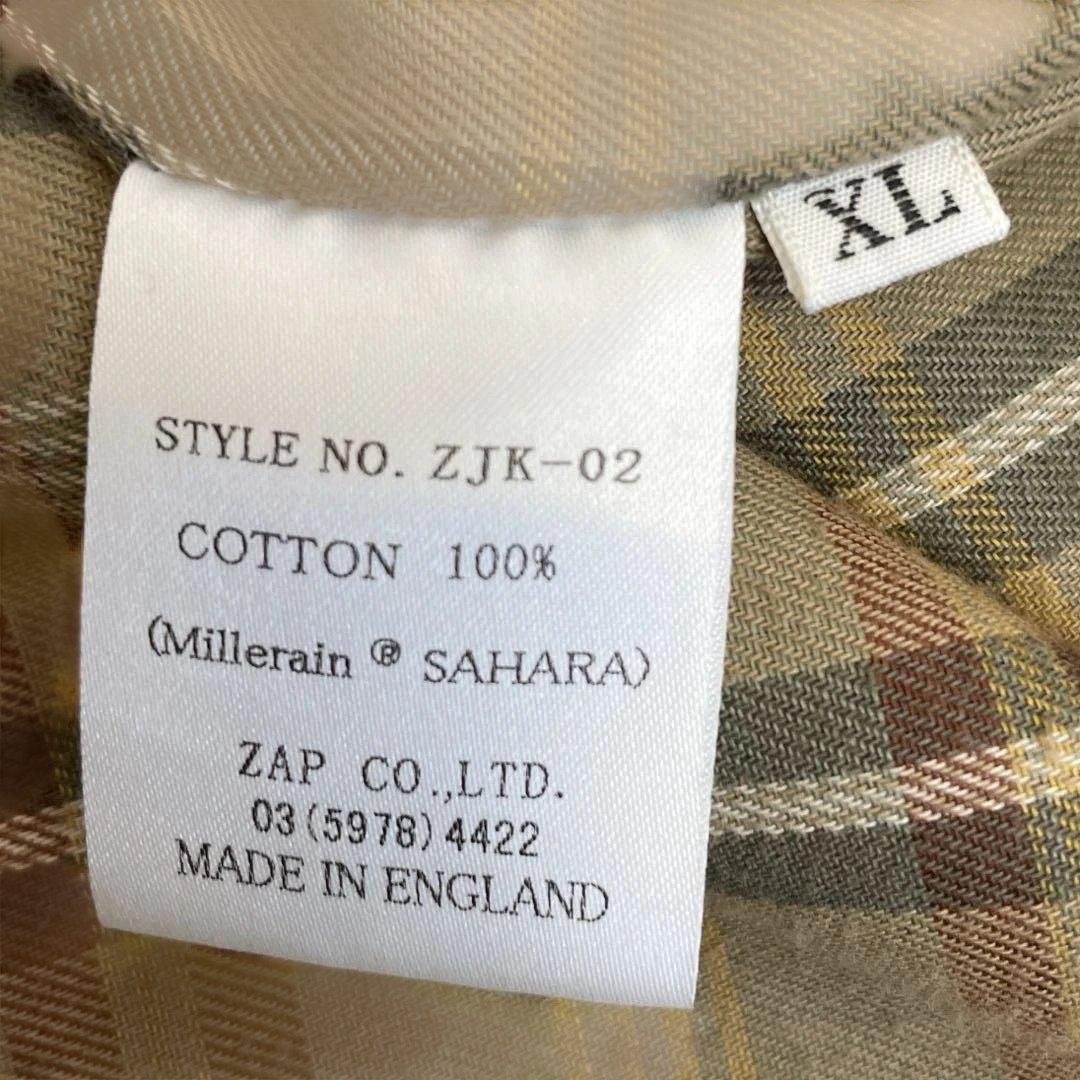 XL
STYLE NO. ZJK-02
COTTON 100%
(Millerain ® SAHARA)
ZAP CO.,LTD.
03(5978)4422
MADE IN ENGLAND